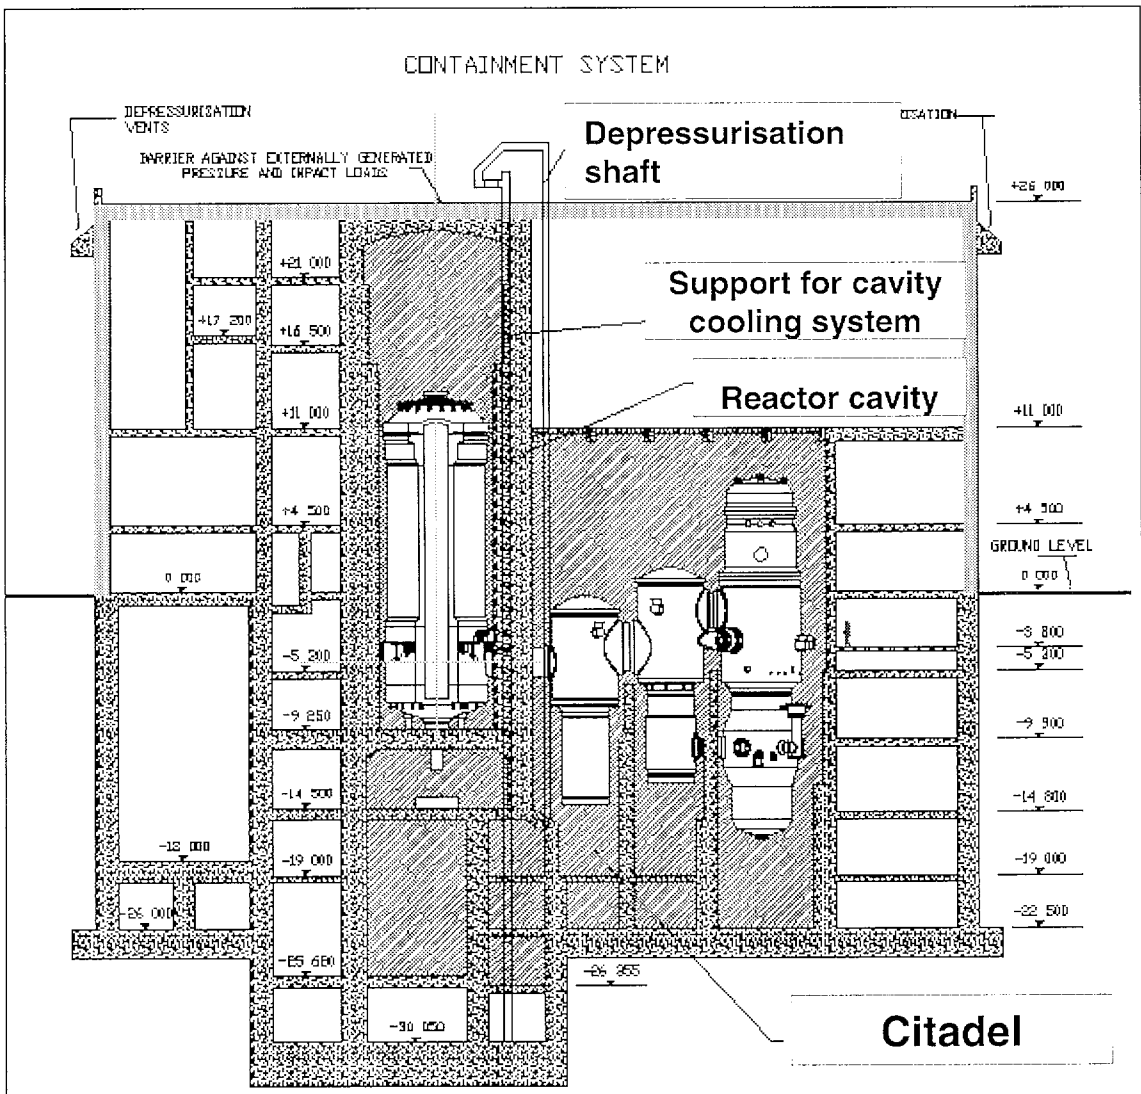 CONTAINMENT SYSTEM
DEPRESSURIZATION
VENTS
Depressurisation
shaft
ISATION
BARRIER AGAINST EXTERNALLY GENERATED
PRESSURE AND IMPACT LOADS
+26 000
+21 000
Support for cavity
cooling system
+17 200
+16 500
Reactor cavity
+11 000
+11 000
+4 500
+4 500
GROUND LEVEL
0 000
0 000
-3 800
-5 200
-5 200
-9 250
-9 900
-14 500
-14 800
-18 000
-19 000
-19 000
-26 000
-22 500
-25 680
-26 955
-30 050
Citadel